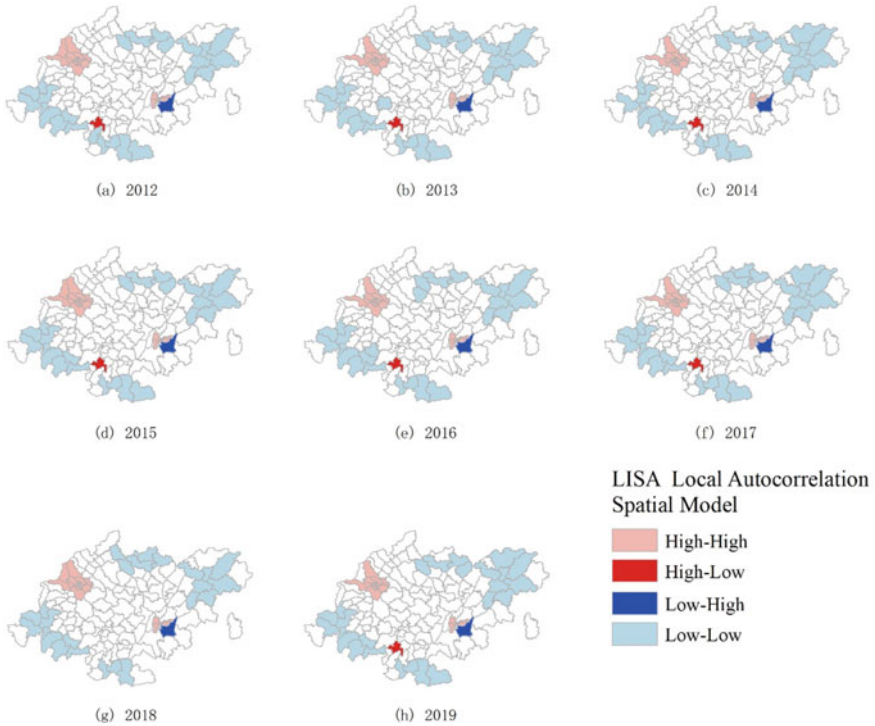 (a) 2012
(b) 2013
(c) 2014
(d) 2015
(e) 2016
(f) 2017
LISA Local Autocorrelation
Spatial Model
High-High
High-Low
Low-High
Low-Low
(g) 2018
(h) 2019